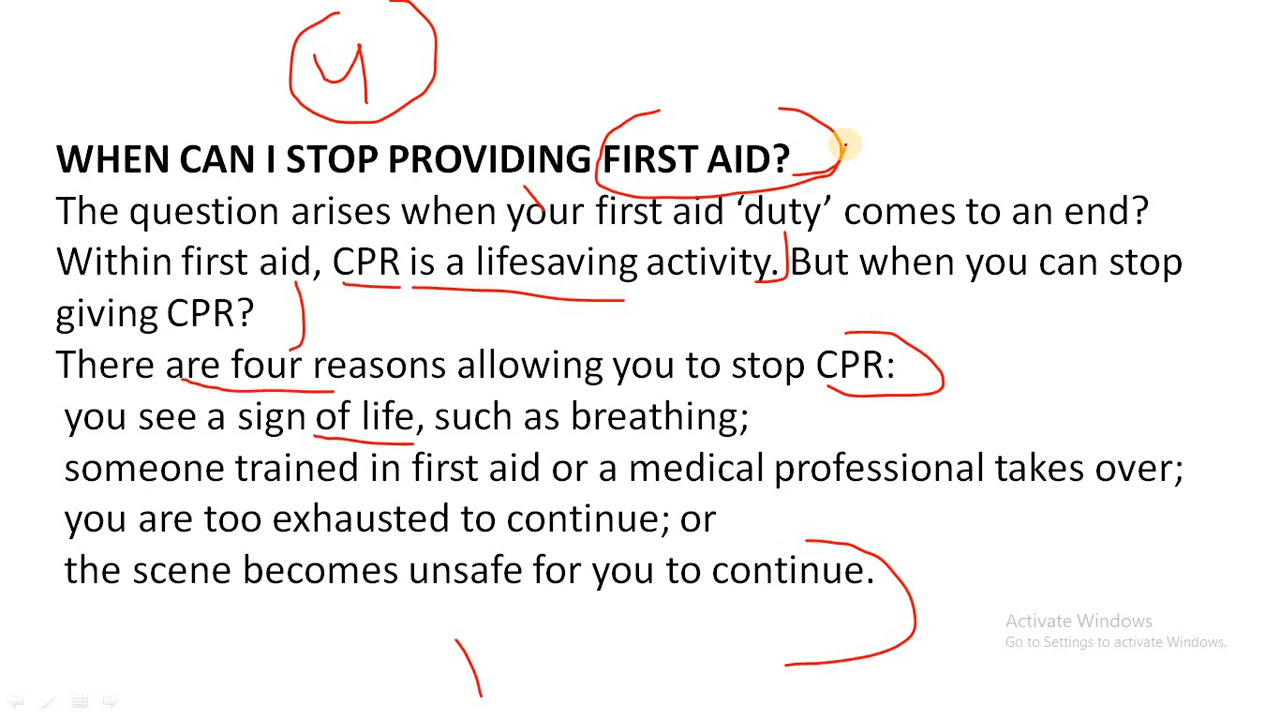 4
WHEN CAN I STOP PROVIDING FIRST AID?
The question arises when your first aid ‘duty’ comes to an end?
Within first aid, CPR is a lifesaving activity. But when you can stop
giving CPR?
There are four reasons allowing you to stop CPR:
you see a sign of life, such as breathing;
someone trained in first aid or a medical professional takes over;
you are too exhausted to continue; or
the scene becomes unsafe for you to continue.
Activate Windows
Go to Settings to activate Windows.